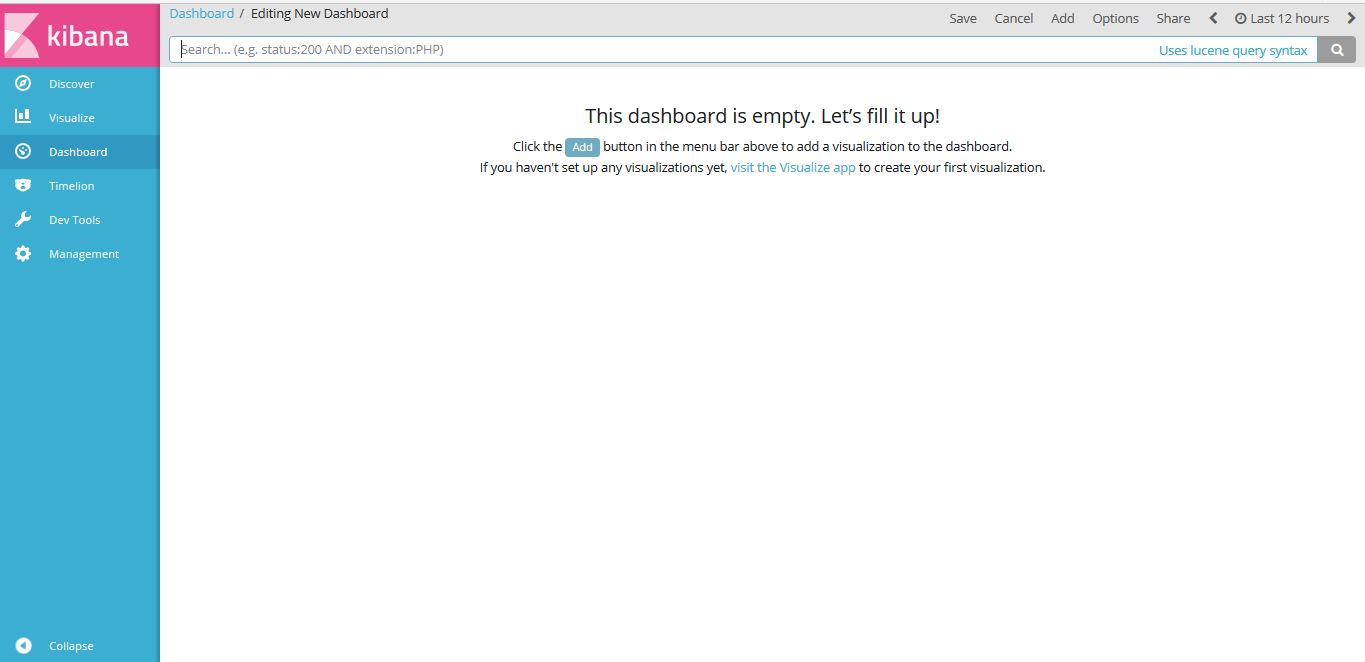 kibana
Dashboard / Editing New Dashboard
Save Cancel Add Options Share Last 12 hours
Search... (e.g. status:200 AND extension:PHP) Uses lucene query syntax
Discover
Visualize
Dashboard
Timelion
Dev Tools
Management
Collapse
This dashboard is empty. Let’s fill it up!
Click the Add button in the menu bar above to add a visualization to the dashboard.
If you haven't set up any visualizations yet, visit the Visualize app to create your first visualization.